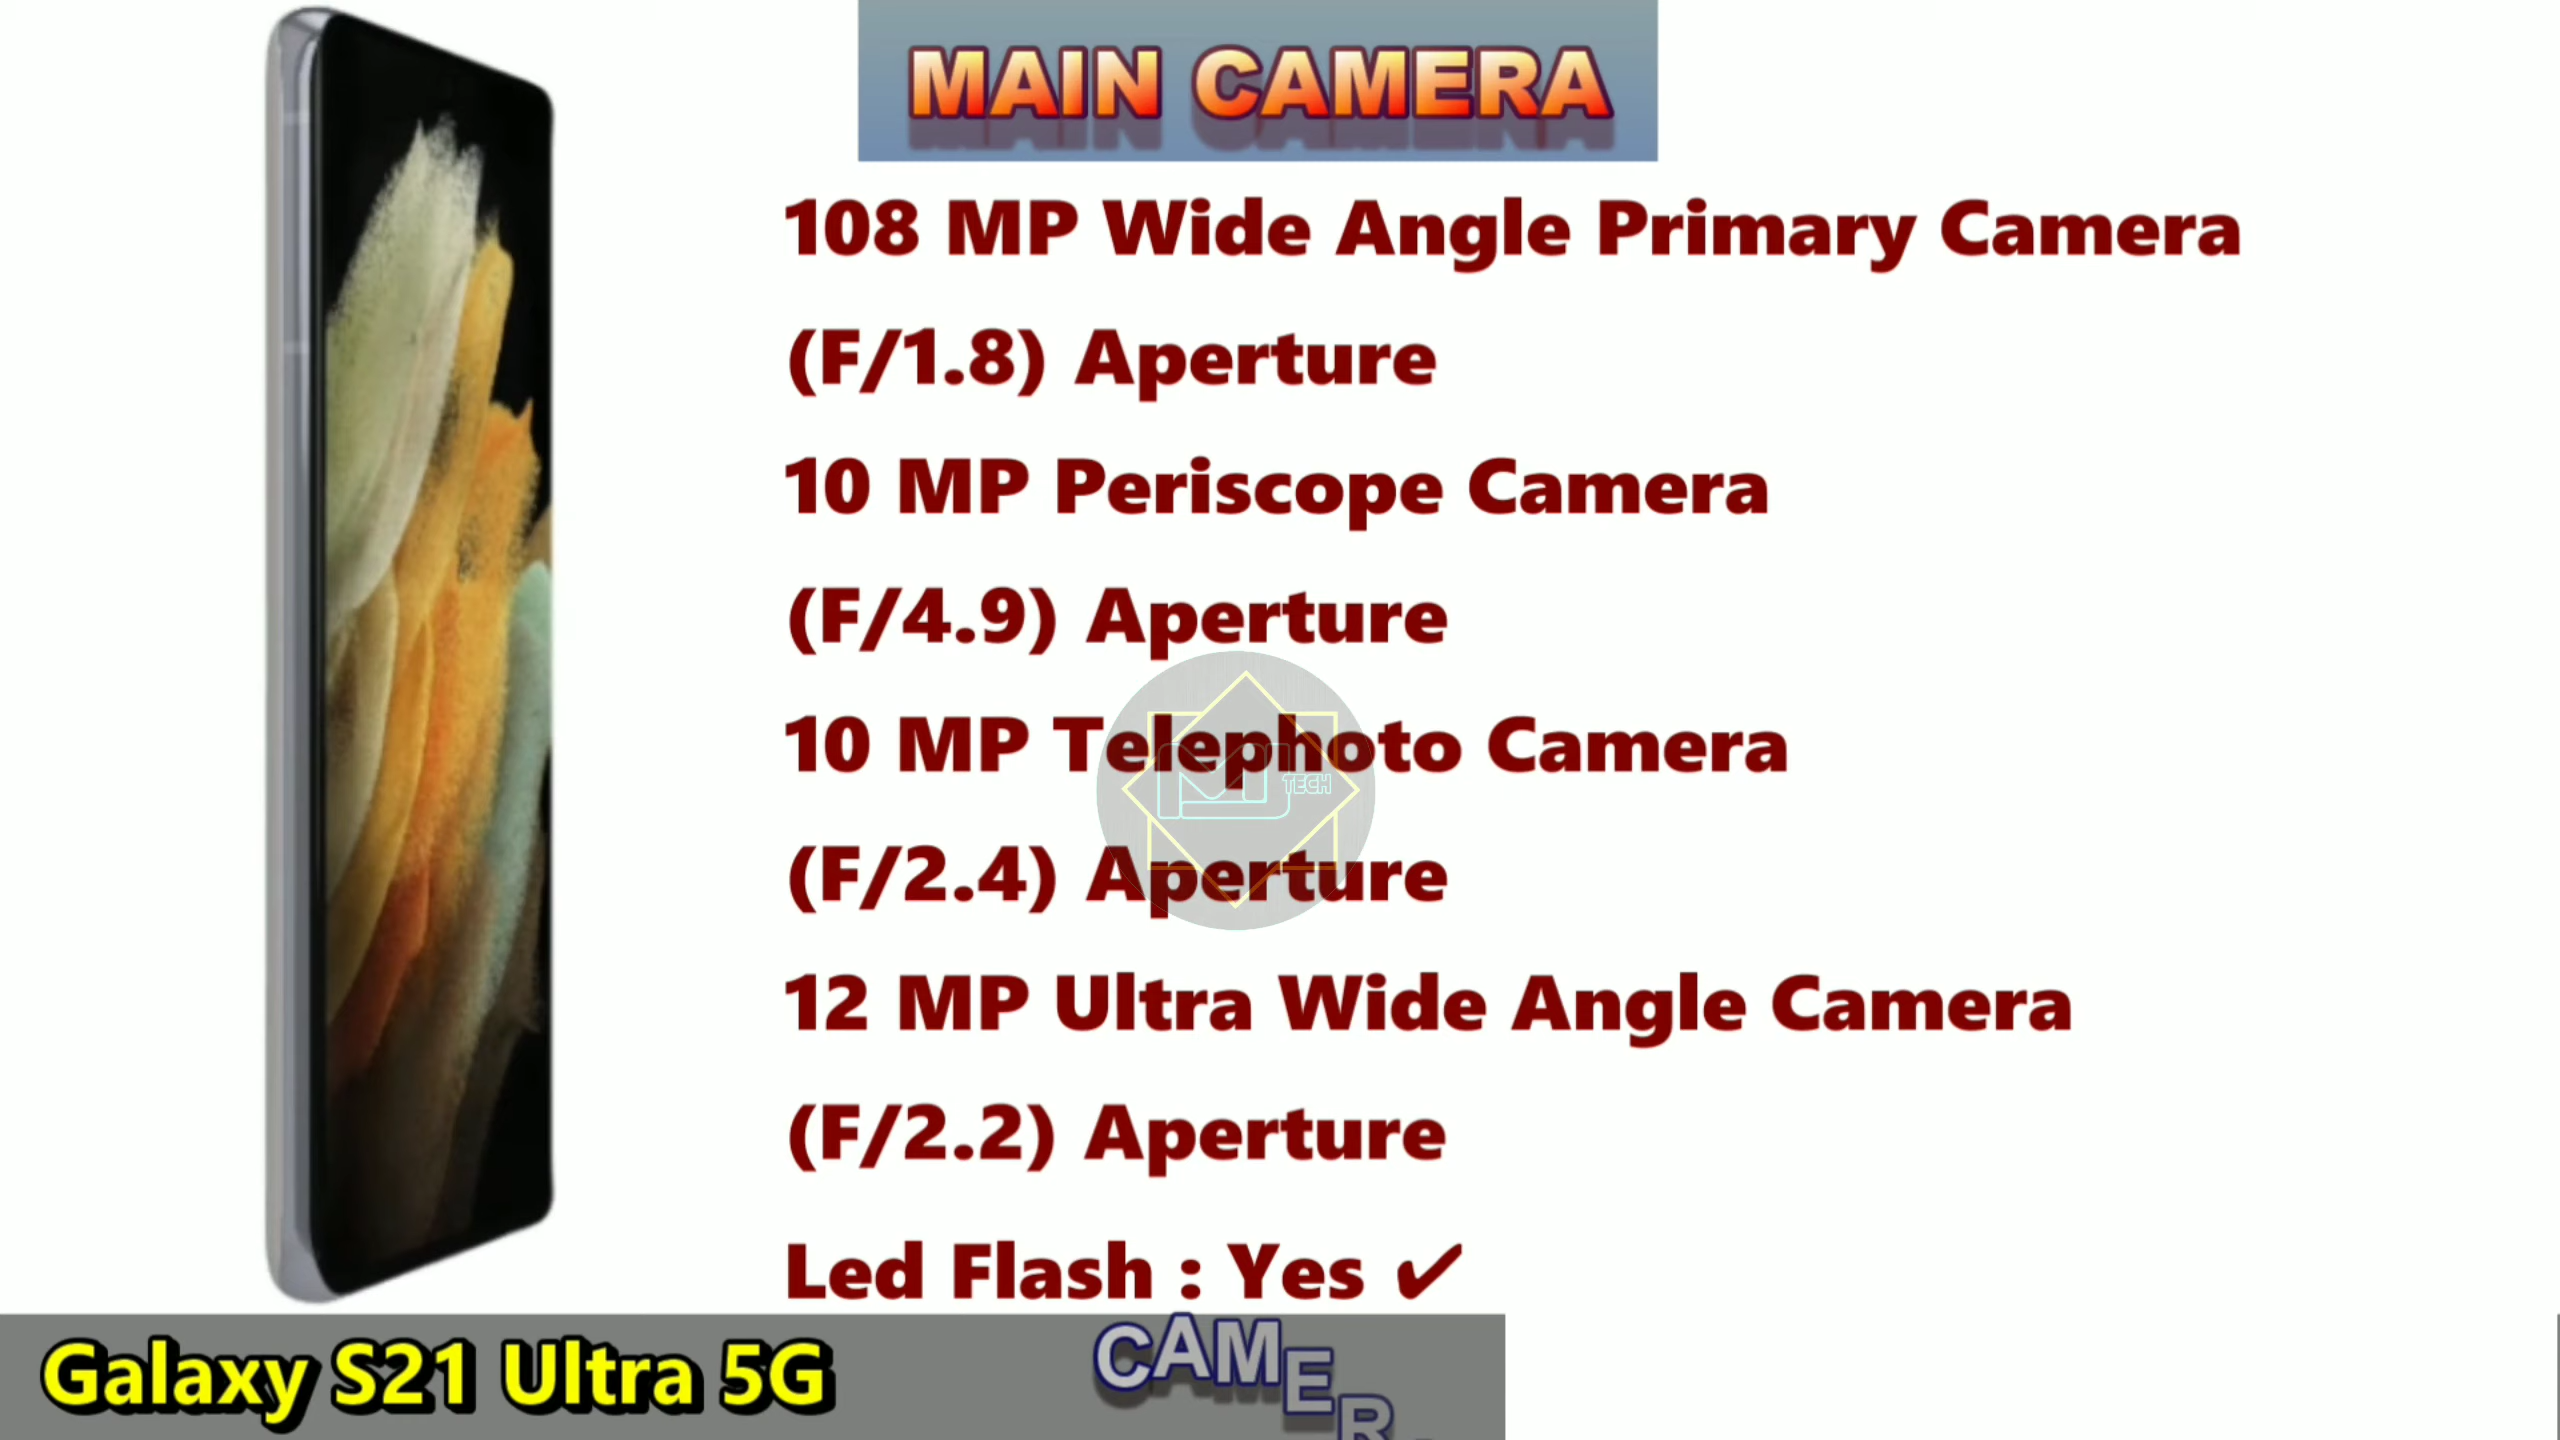 MAIN CAMERA
108 MP Wide Angle Primary Camera
(F/1.8) Aperture
10 MP Periscope Camera
(F/4.9) Aperture
10 MP Telephoto Camera
MJ TECH
(F/2.4) Aperture
12 MP Ultra Wide Angle Camera
(F/2.2) Aperture
Led Flash : Yes ✔
Galaxy S21 Ultra 5G
CAMER